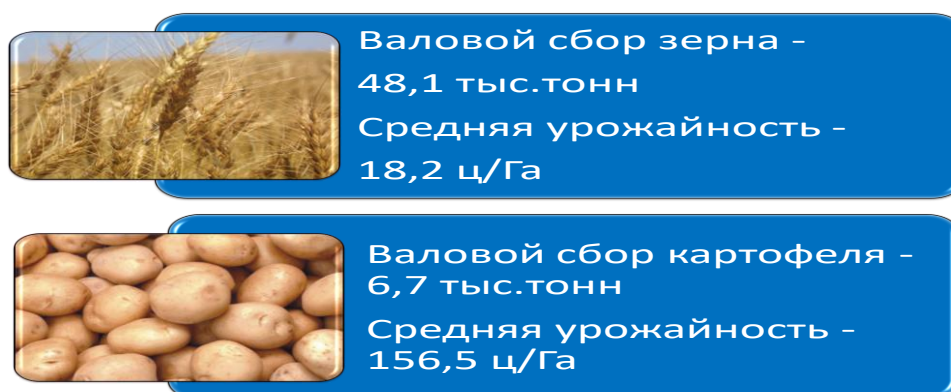 Валовой сбор зерна -
48,1 тыс.тонн
Средняя урожайность -
18,2 ц/Га
Валовой сбор картофеля -
6,7 тыс.тонн
Средняя урожайность -
156,5 ц/Га